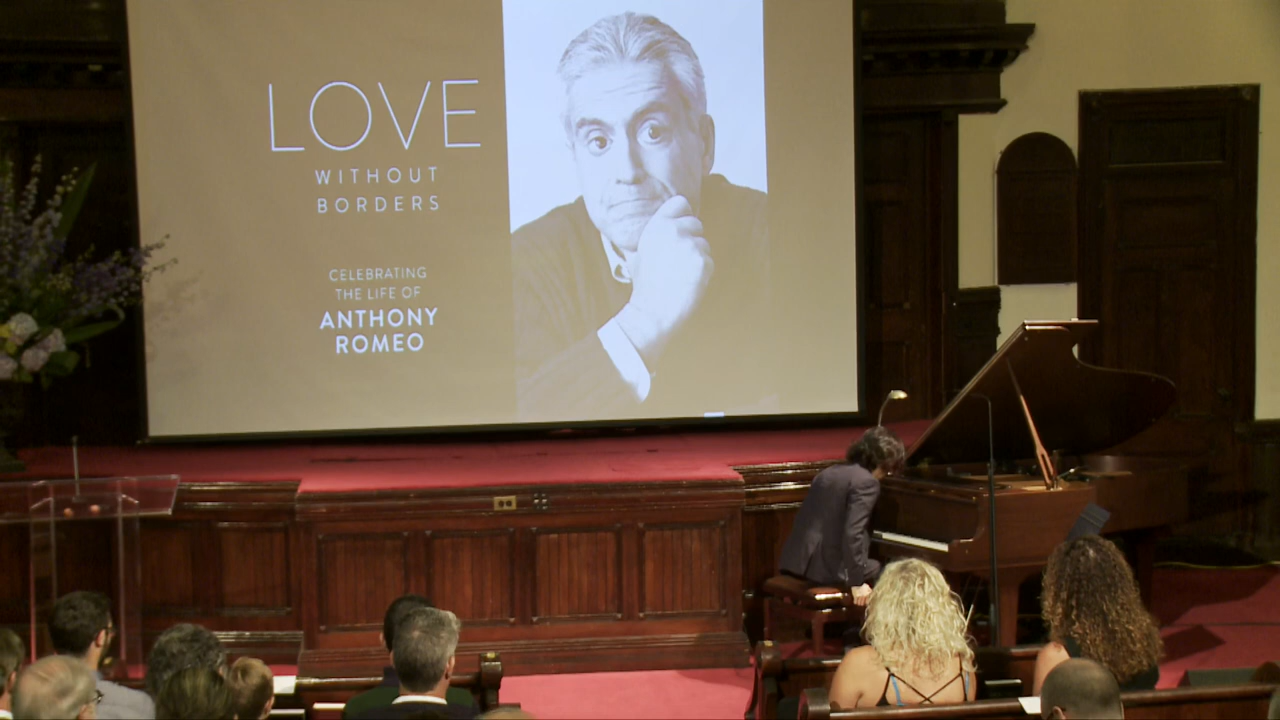 LOVE
WITHOUT
BORDERS
CELEBRATING
THE LIFE OF
ANTHONY
ROMEO